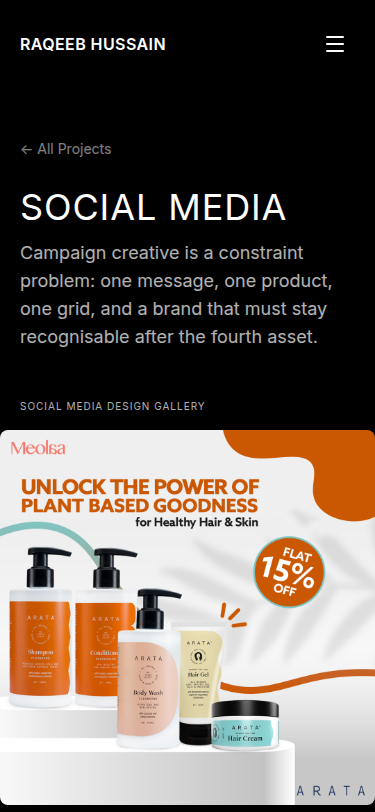 RAQEEB HUSSAIN
← All Projects
SOCIAL MEDIA
Campaign creative is a constraint
problem: one message, one product,
one grid, and a brand that must stay
recognisable after the fourth asset.
SOCIAL MEDIA DESIGN GALLERY
Meolaa
UNLOCK THE POWER OF
PLANT BASED GOODNESS
for Healthy Hair & Skin
FLAT
15%
OFF
ARATA
Shampoo
ARATA
Conditioner
ARATA
Body Wash
CLEANSING
ARATA
Hair Gel
ARATA
Hair Cream
ARATA